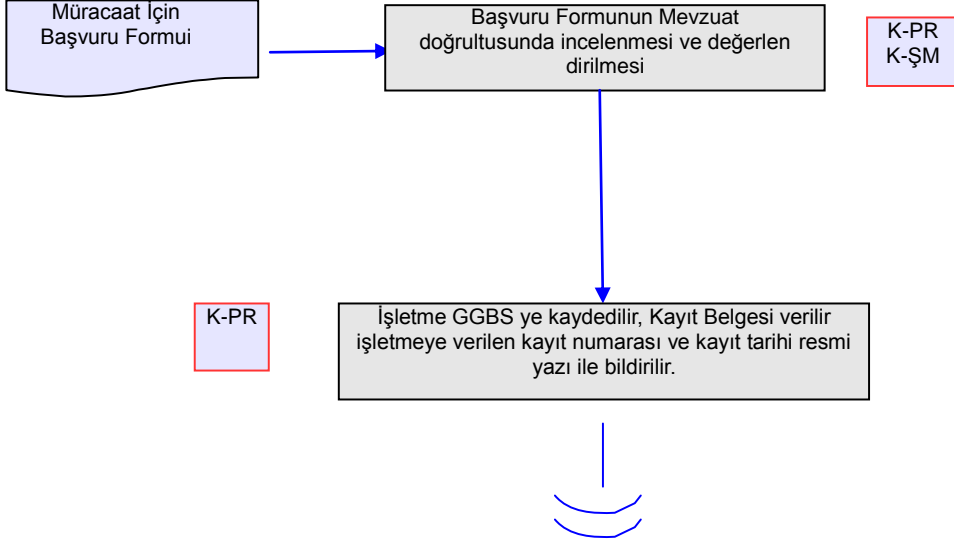 Müracaat İçin
Başvuru Formui
Başvuru Formunun Mevzuat
doğrultusunda incelenmesi ve değerlen
dirilmesi
K-PR
K-ŞM
K-PR
İşletme GGBS ye kaydedilir, Kayıt Belgesi verilir
işletmeye verilen kayıt numarası ve kayıt tarihi resmi
yazı ile bildirilir.